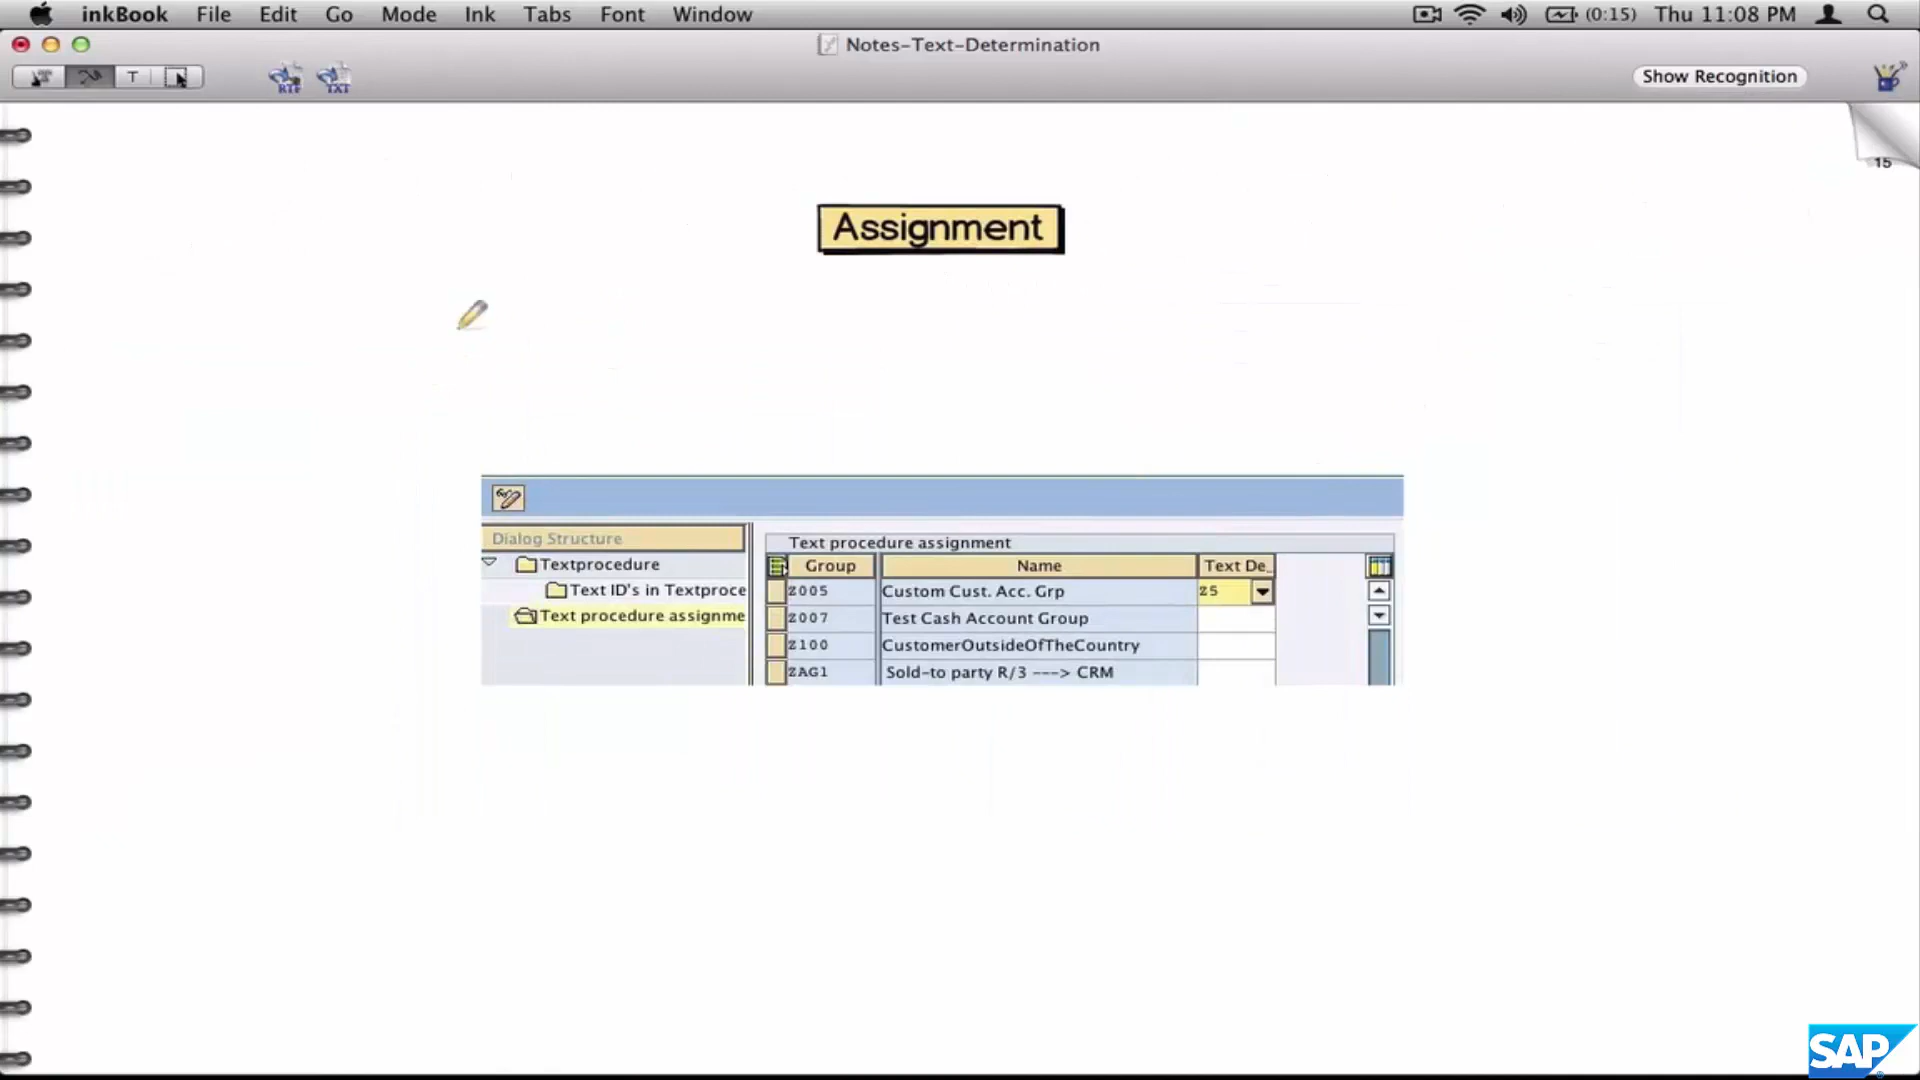 inkBook File Edit Go Mode Ink Tabs Font Window (0:15) Thu 11:08 PM
Notes-Text-Determination
T RTF TXT Show Recognition
15
Assignment
Dialog Structure
Textprocedure
Text ID's in Textproce
Text procedure assignme
Text procedure assignment
Group Name Text De..
Z005 Custom Cust. Acc. Grp Z5
Z007 Test Cash Account Group
Z100 CustomerOutsideOfTheCountry
ZAG1 Sold-to party R/3 ---> CRM
SAP